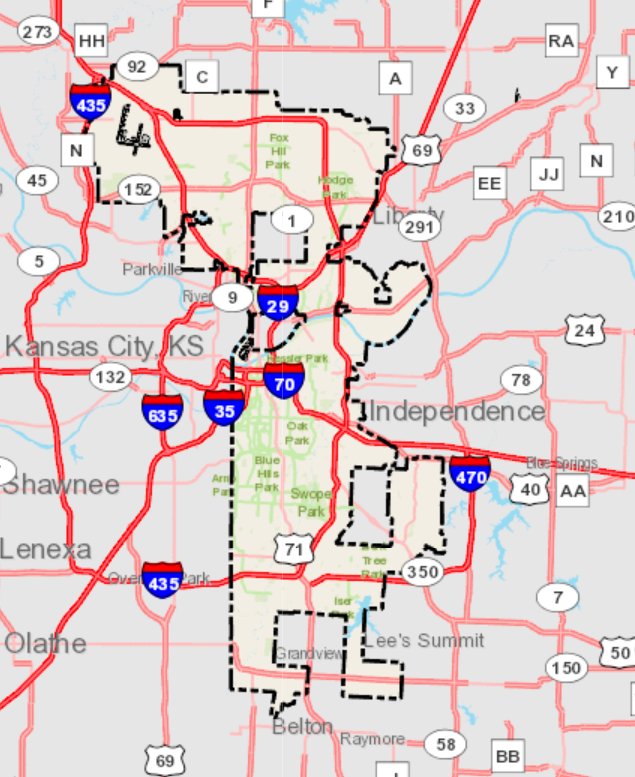 F
273
HH
RA
92
C
A
Y
435
33
Fox
Hill
Park
N
69
N
JJ
EE
45
152
Hodge
Park
1
Liberty
291
210
5
Parkville
River
9
29
24
Kansas City, KS
Kessler Park
132
70
78
635
35
Independence
Oak
Park
Blue
Hills
Park
Blue Springs
470
Shawnee
Swope
Park
40
AA
71
Lenexa
Tree
Park
350
Overland Park
435
7
Olathe
Grandview
Lee's Summit
50
150
Belton
Raymore
58
69
BB